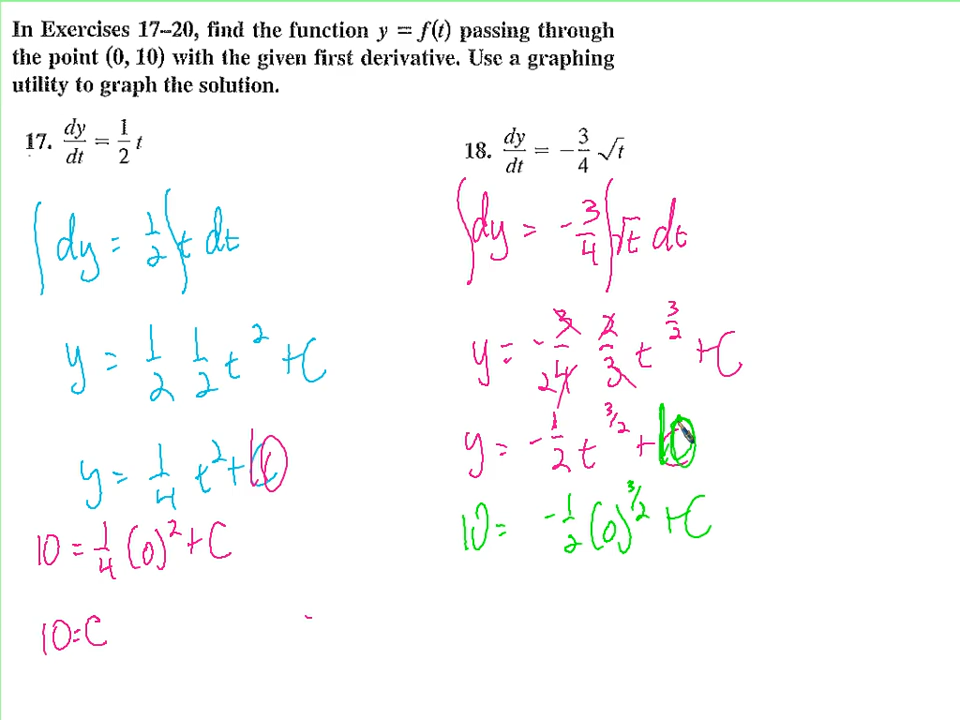 In Exercises 17–20, find the function y = f(t) passing through
the point (0, 10) with the given first derivative. Use a graphing
utility to graph the solution.
17. dy/dt = 1/2 t
∫ dy = 1/2 ∫ t dt
y = 1/2 1/2 t² + C
y = 1/4 t² + 10
10 = 1/4 (0)² + C
10 = C
18. dy/dt = -3/4 √t
∫ dy = -3/4 ∫ √t dt
y = -3/4 2/3 t^3/2 + C
y = -1/2 t^3/2 + 10
10 = -1/2 (0)^3/2 + C